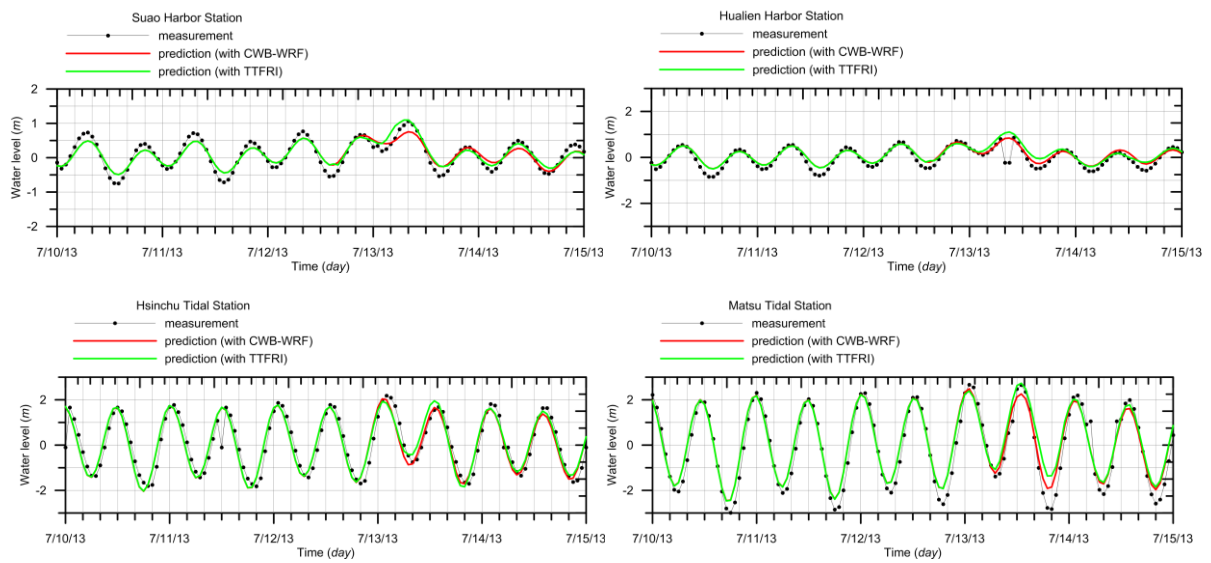 Suao Harbor Station
measurement
prediction (with CWB-WRF)
prediction (with TTFRI)
2
1
0
-1
-2
Water level (m)
7/10/13 7/11/13 7/12/13 7/13/13 7/14/13 7/15/13
Time (day)
Hualien Harbor Station
measurement
prediction (with CWB-WRF)
prediction (with TTFRI)
2
0
-2
Water level (m)
7/10/13 7/11/13 7/12/13 7/13/13 7/14/13 7/15/13
Time (day)
Hsinchu Tidal Station
measurement
prediction (with CWB-WRF)
prediction (with TTFRI)
2
0
-2
Water level (m)
7/10/13 7/11/13 7/12/13 7/13/13 7/14/13 7/15/13
Time (day)
Matsu Tidal Station
measurement
prediction (with CWB-WRF)
prediction (with TTFRI)
2
0
-2
Water level (m)
7/10/13 7/11/13 7/12/13 7/13/13 7/14/13 7/15/13
Time (day)